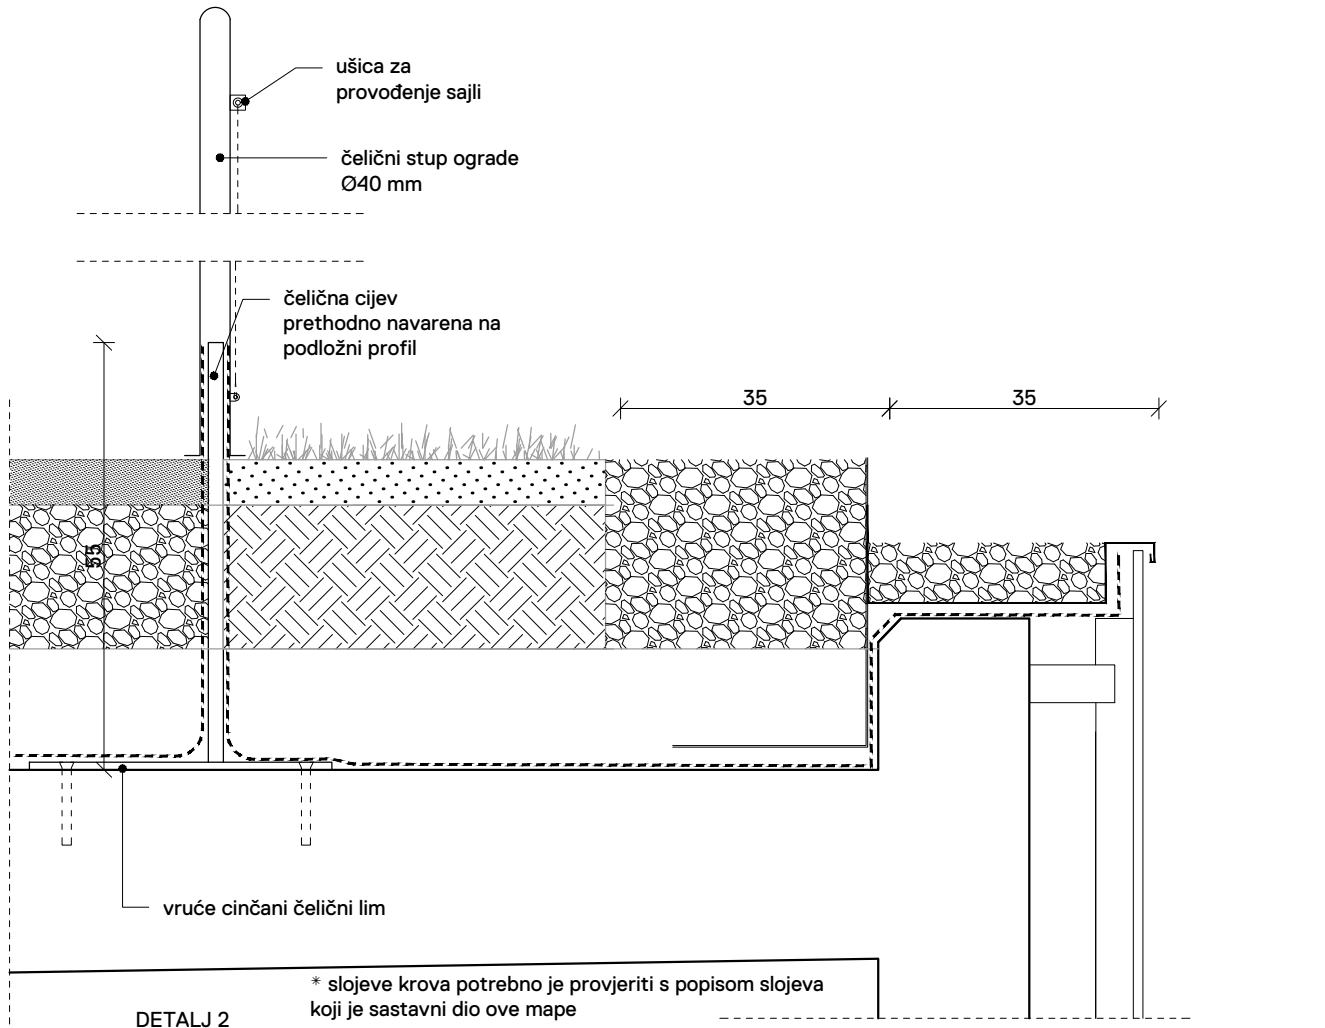 ušica za
provođenje sajli
čelični stup ograde
Ø40 mm
čelična cijev
prethodno navarena na
podložni profil
35
35
55
vruće cinčani čelični lim
* slojeve krova potrebno je provjeriti s popisom slojeva
koji je sastavni dio ove mape
DETALJ 2